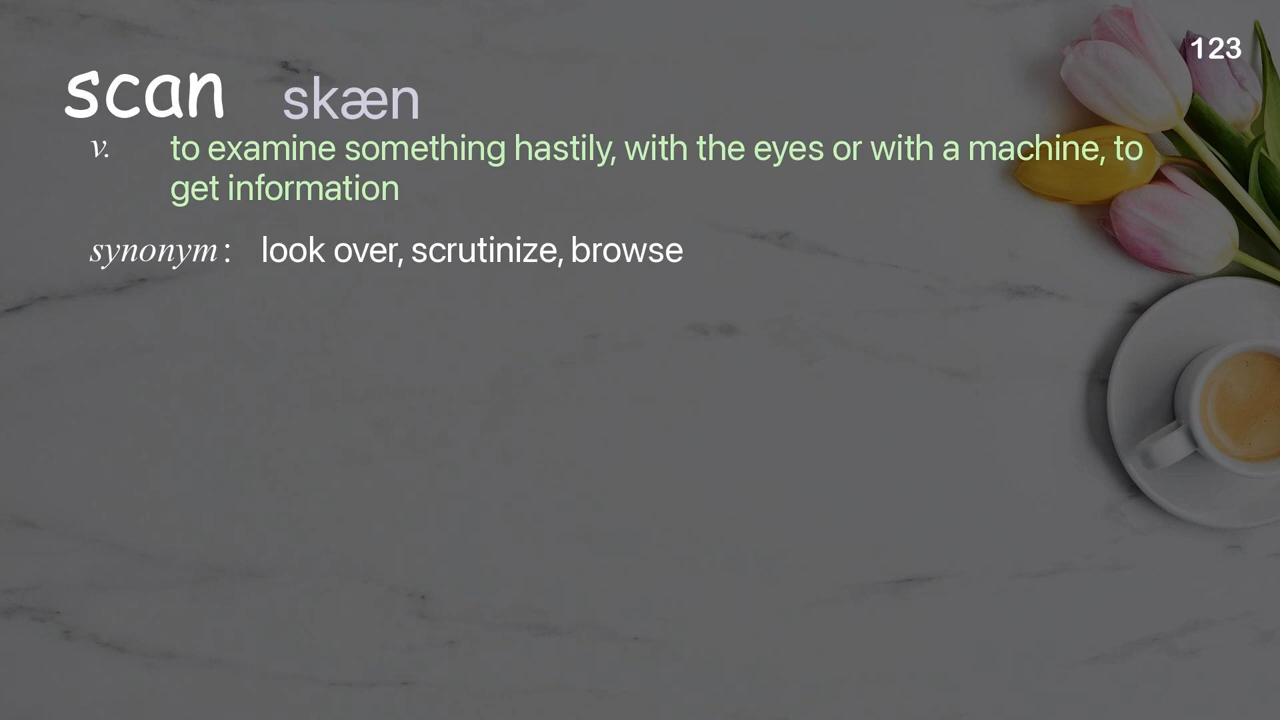 123
scan skæn
v. to examine something hastily, with the eyes or with a machine, to
get information
synonym : look over, scrutinize, browse